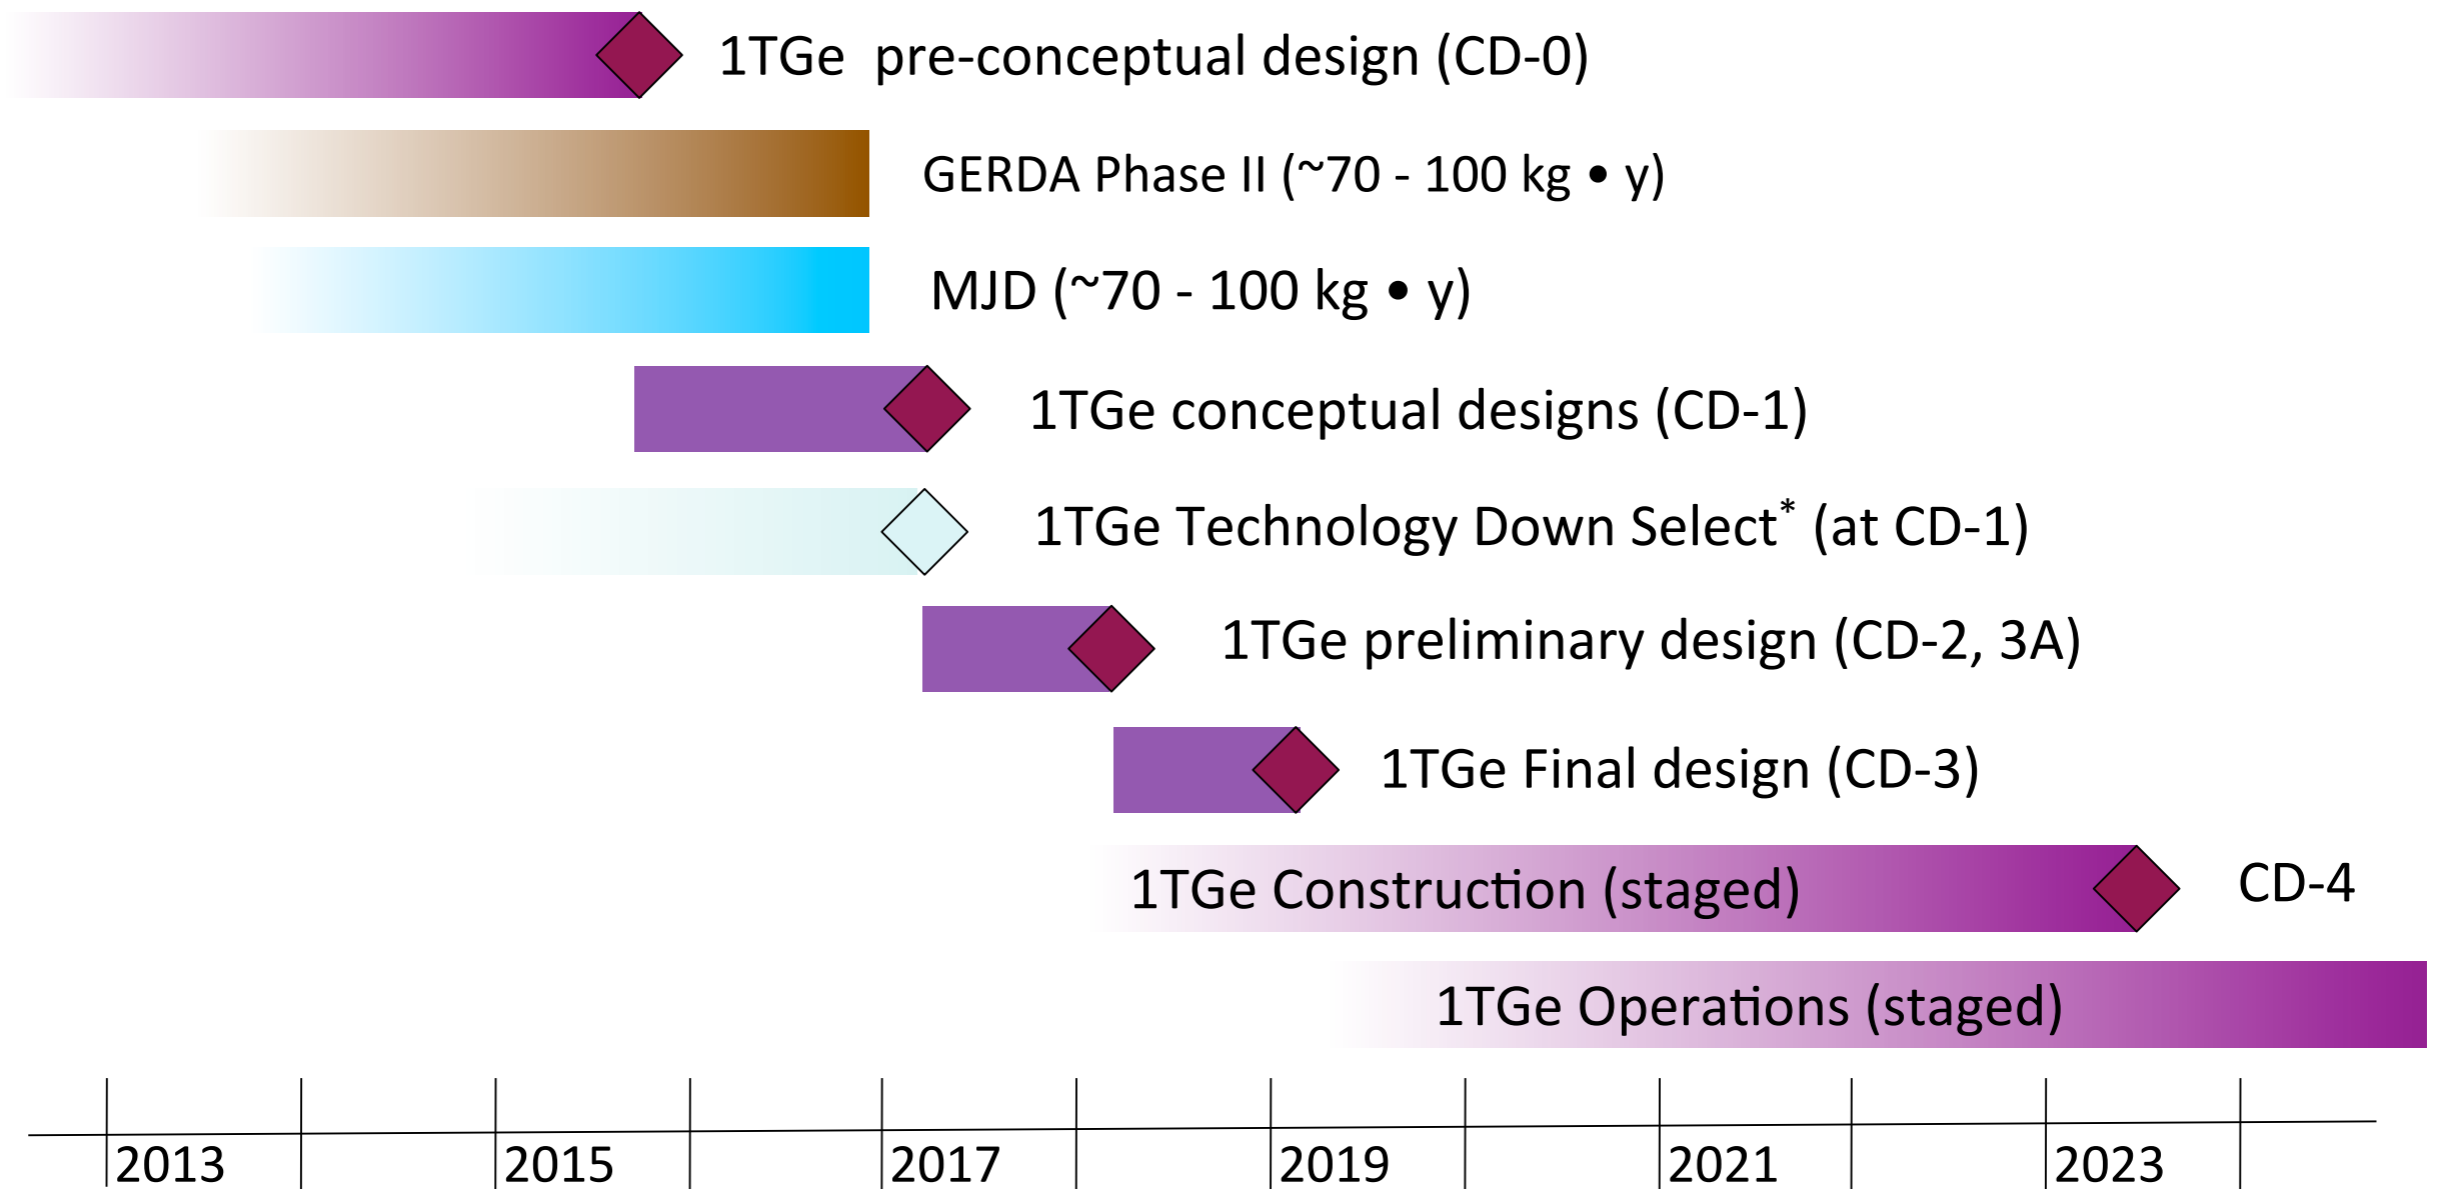 1TGe  pre-conceptual design (CD-0)
GERDA Phase II (~70 - 100 kg • y)
MJD (~70 - 100 kg • y)
1TGe conceptual designs (CD-1)
1TGe Technology Down Select* (at CD-1)
1TGe preliminary design (CD-2, 3A)
1TGe Final design (CD-3)
1TGe Construction (staged) CD-4
1TGe Operations (staged)
2013 2015 2017 2019 2021 2023